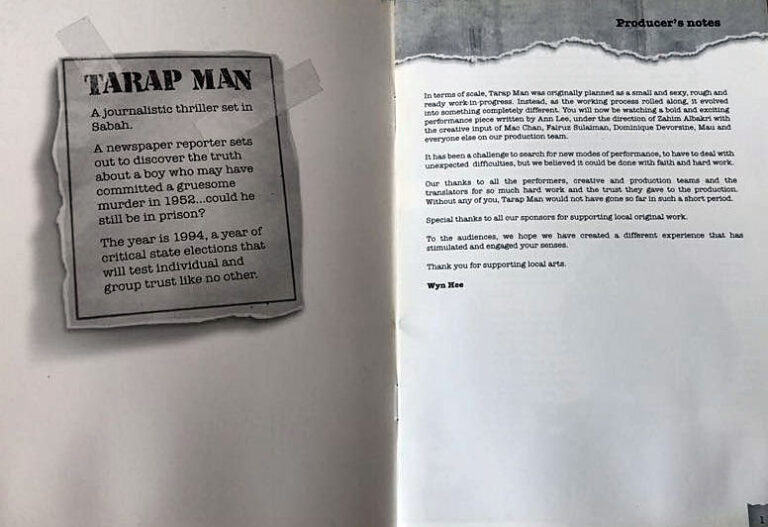 TARAP MAN
A journalistic thriller set in
Sabah.
A newspaper reporter sets
out to discover the truth
about a boy who may have
committed a gruesome
murder in 1952...could he
still be in prison?
The year is 1994, a year of
critical state elections that
will test individual and
group trust like no other.
Producer's notes
In terms of scale, Tarap Man was originally planned as a small and sexy, rough and
ready work-in-progress. Instead, as the working process rolled along, it evolved
into something completely different. You will now be watching a bold and exciting
performance piece written by Ann Lee, under the direction of Zahim Albakri with
the creative input of Mac Chan, Fairuz Sulaiman, Dominique Devorsine, Mau and
everyone else on our production team.
It has been a challenge to search for new modes of performance, to have to deal with
unexpected difficulties, but we believed it could be done with faith and hard work.
Our thanks to all the performers, creative and production teams and the
translators for so much hard work and the trust they gave to the production.
Without any of you, Tarap Man would not have gone so far in such a short period.
Special thanks to all our sponsors for supporting local original work.
To the audiences, we hope we have created a different experience that has
stimulated and engaged your senses.
Thank you for supporting local arts.
Wyn Hee
1